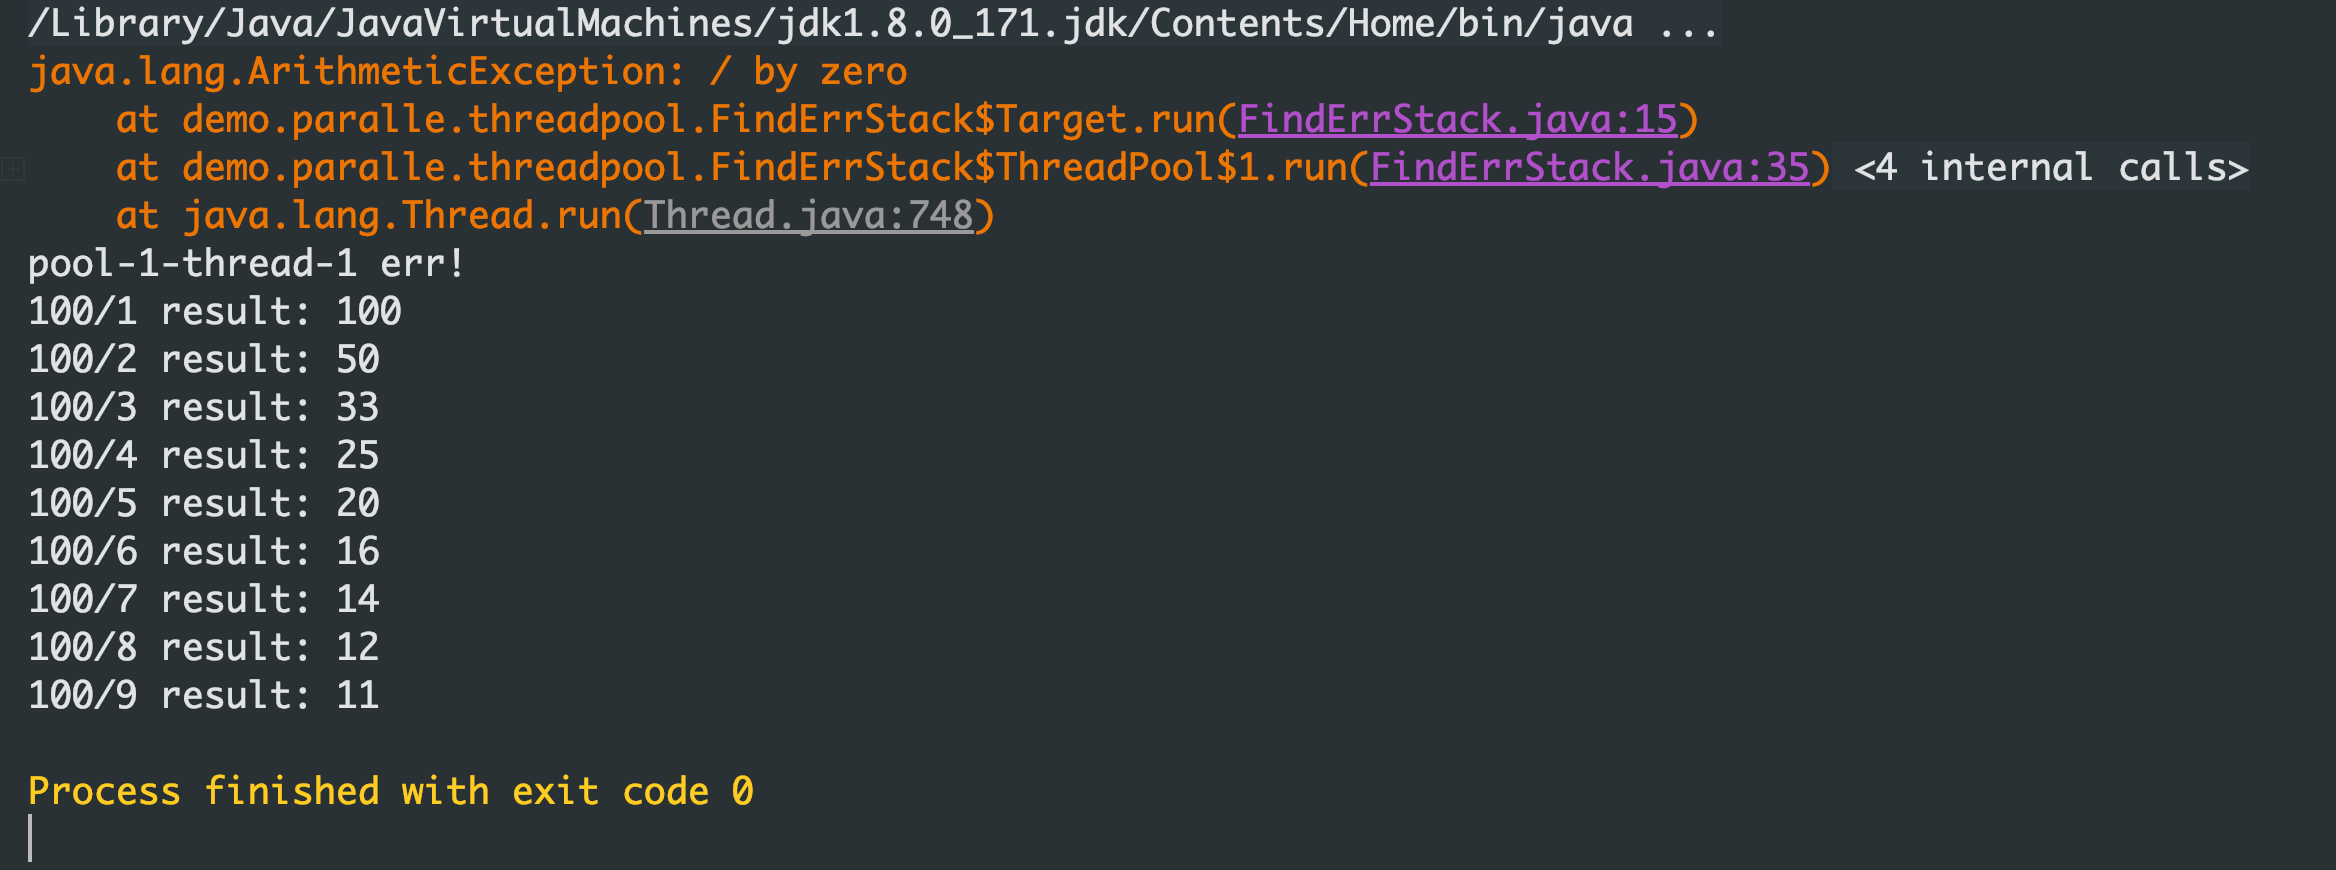 /Library/Java/JavaVirtualMachines/jdk1.8.0_171.jdk/Contents/Home/bin/java ...
java.lang.ArithmeticException: / by zero
    at demo.paralle.threadpool.FindErrStack$Target.run(FindErrStack.java:15)
    at demo.paralle.threadpool.FindErrStack$ThreadPool$1.run(FindErrStack.java:35) <4 internal calls>
    at java.lang.Thread.run(Thread.java:748)
pool-1-thread-1 err!
100/1 result: 100
100/2 result: 50
100/3 result: 33
100/4 result: 25
100/5 result: 20
100/6 result: 16
100/7 result: 14
100/8 result: 12
100/9 result: 11
Process finished with exit code 0